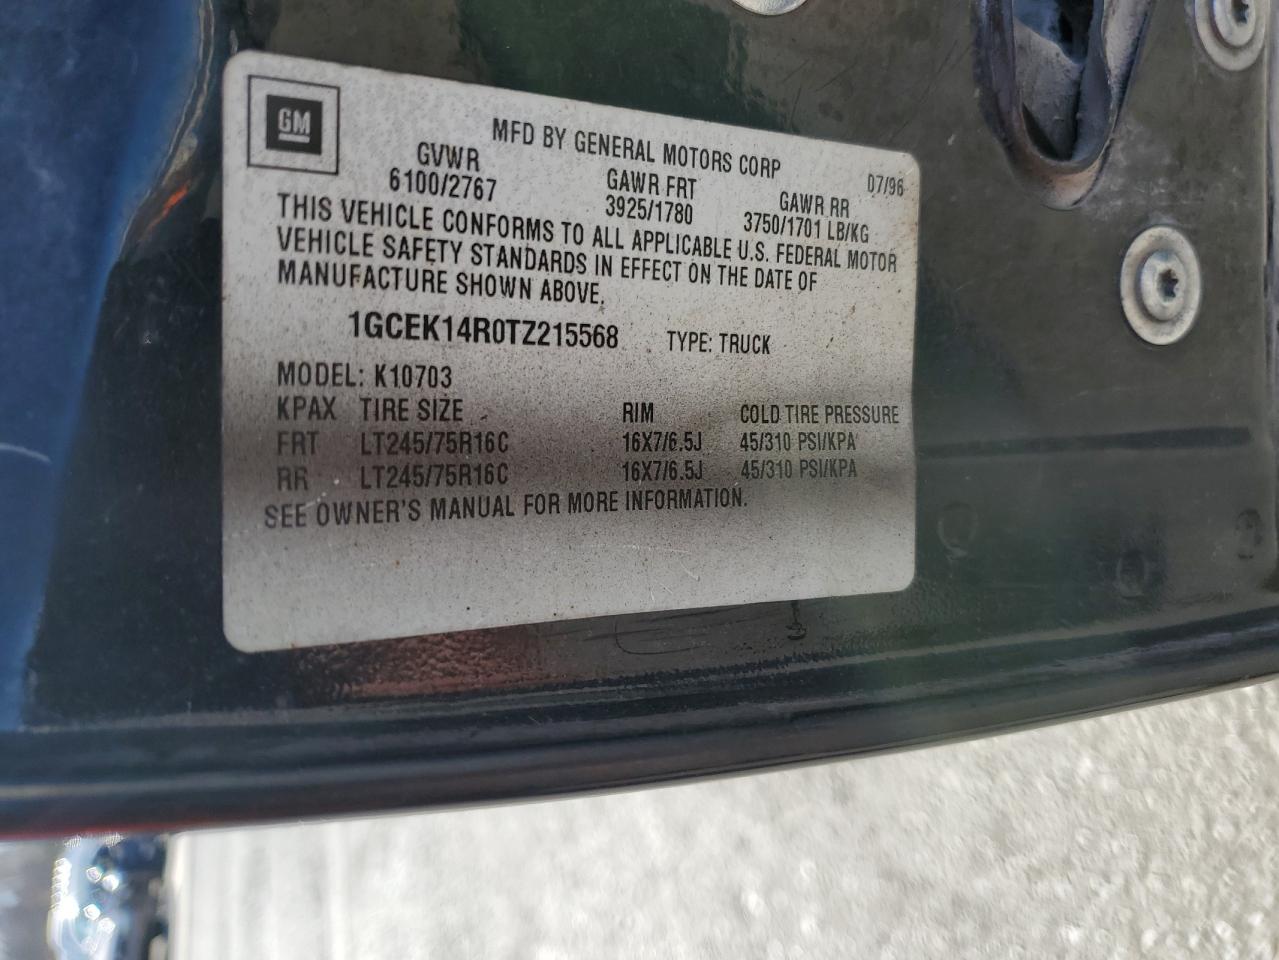 GM
MFD BY GENERAL MOTORS CORP 07/96
GVWR GAWR FRT GAWR RR
6100/2767 3925/1780 3750/1701 LB/KG
THIS VEHICLE CONFORMS TO ALL APPLICABLE U.S. FEDERAL MOTOR
VEHICLE SAFETY STANDARDS IN EFFECT ON THE DATE OF
MANUFACTURE SHOWN ABOVE.
1GCEK14R0TZ215568 TYPE: TRUCK
MODEL: K10703
KPAX TIRE SIZE RIM COLD TIRE PRESSURE
FRT LT245/75R16C 16X7/6.5J 45/310 PSI/KPA
RR LT245/75R16C 16X7/6.5J 45/310 PSI/KPA
SEE OWNER'S MANUAL FOR MORE INFORMATION.